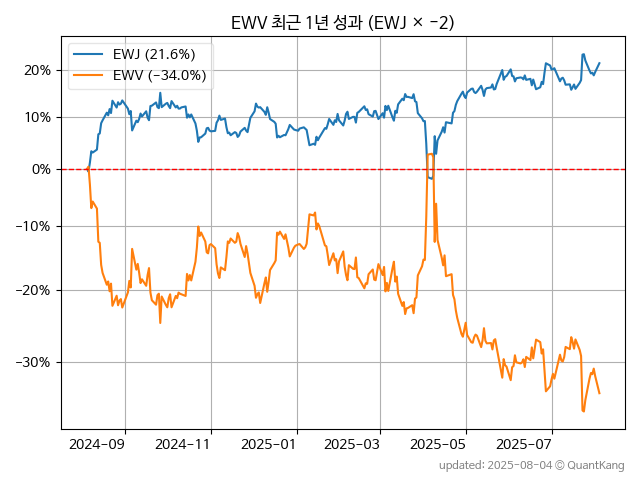 EWV 최근 1년 성과 (EWJ × −2)
EWJ (21.6%)
EWV (−34.0%)
20%
10%
0%
−10%
−20%
−30%
2024-09 2024-11 2025-01 2025-03 2025-05 2025-07
updated: 2025-08-04 © QuantKang